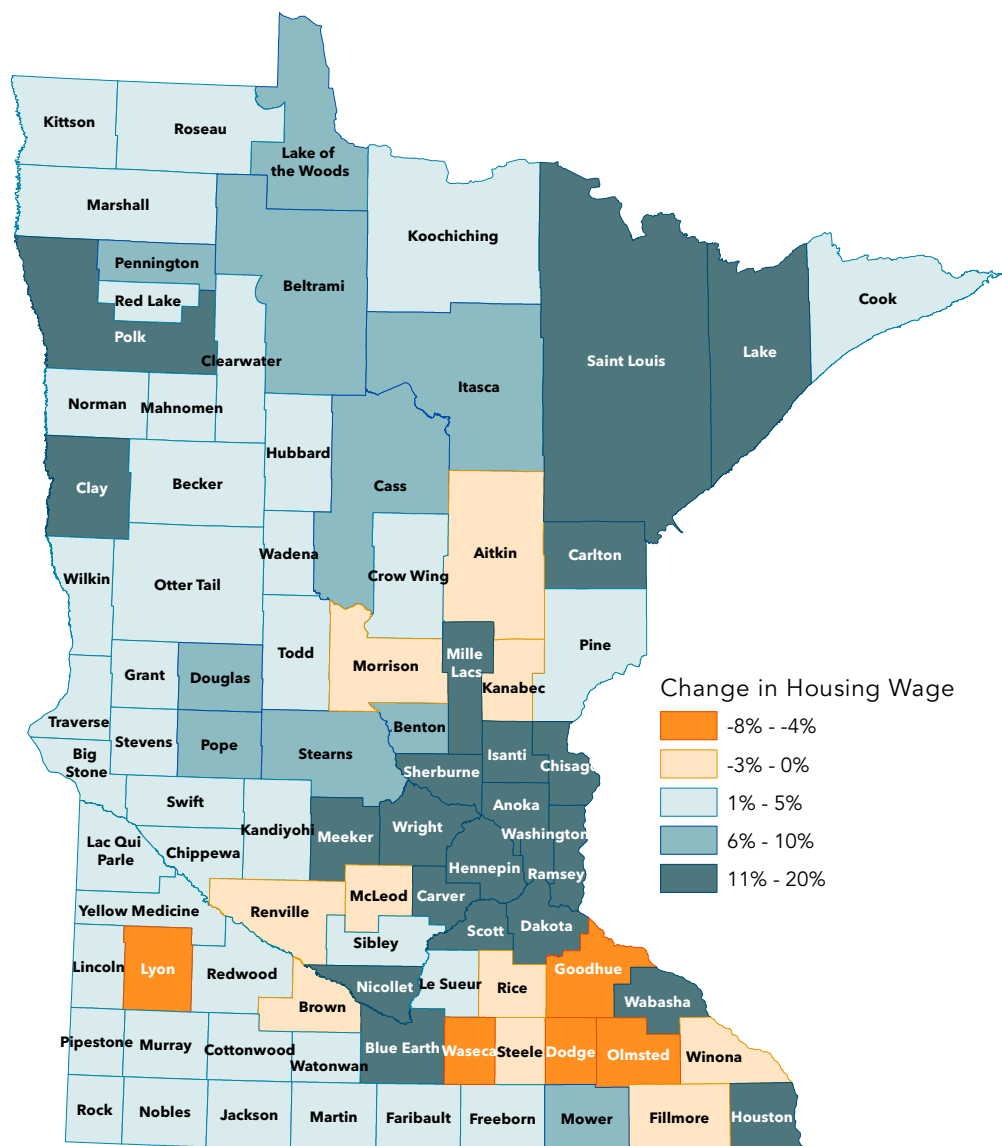 Kittson
Roseau
Lake of
the Woods
Marshall
Koochiching
Pennington
Beltrami
Red Lake
Cook
Polk
Clearwater
Saint Louis
Lake
Itasca
Norman
Mahnomen
Hubbard
Becker
Cass
Clay
Aitkin
Wadena
Carlton
Wilkin
Otter Tail
Crow Wing
Pine
Todd
Mille
Lacs
Morrison
Grant
Douglas
Kanabec
Change in Housing Wage
-8% - -4%
-3% - 0%
1% - 5%
6% - 10%
11% - 20%
Traverse
Stevens
Pope
Benton
Stearns
Big
Stone
Isanti
Chisago
Sherburne
Swift
Anoka
Kandiyohi
Meeker
Wright
Washington
Lac Qui
Parle
Chippewa
Hennepin
Ramsey
McLeod
Carver
Yellow Medicine
Renville
Dakota
Scott
Sibley
Lincoln
Lyon
Redwood
Goodhue
Nicollet
Le Sueur
Rice
Wabasha
Brown
Pipestone
Murray
Cottonwood
Watonwan
Blue Earth
Waseca
Steele
Dodge
Olmsted
Winona
Rock
Nobles
Jackson
Martin
Faribault
Freeborn
Mower
Fillmore
Houston